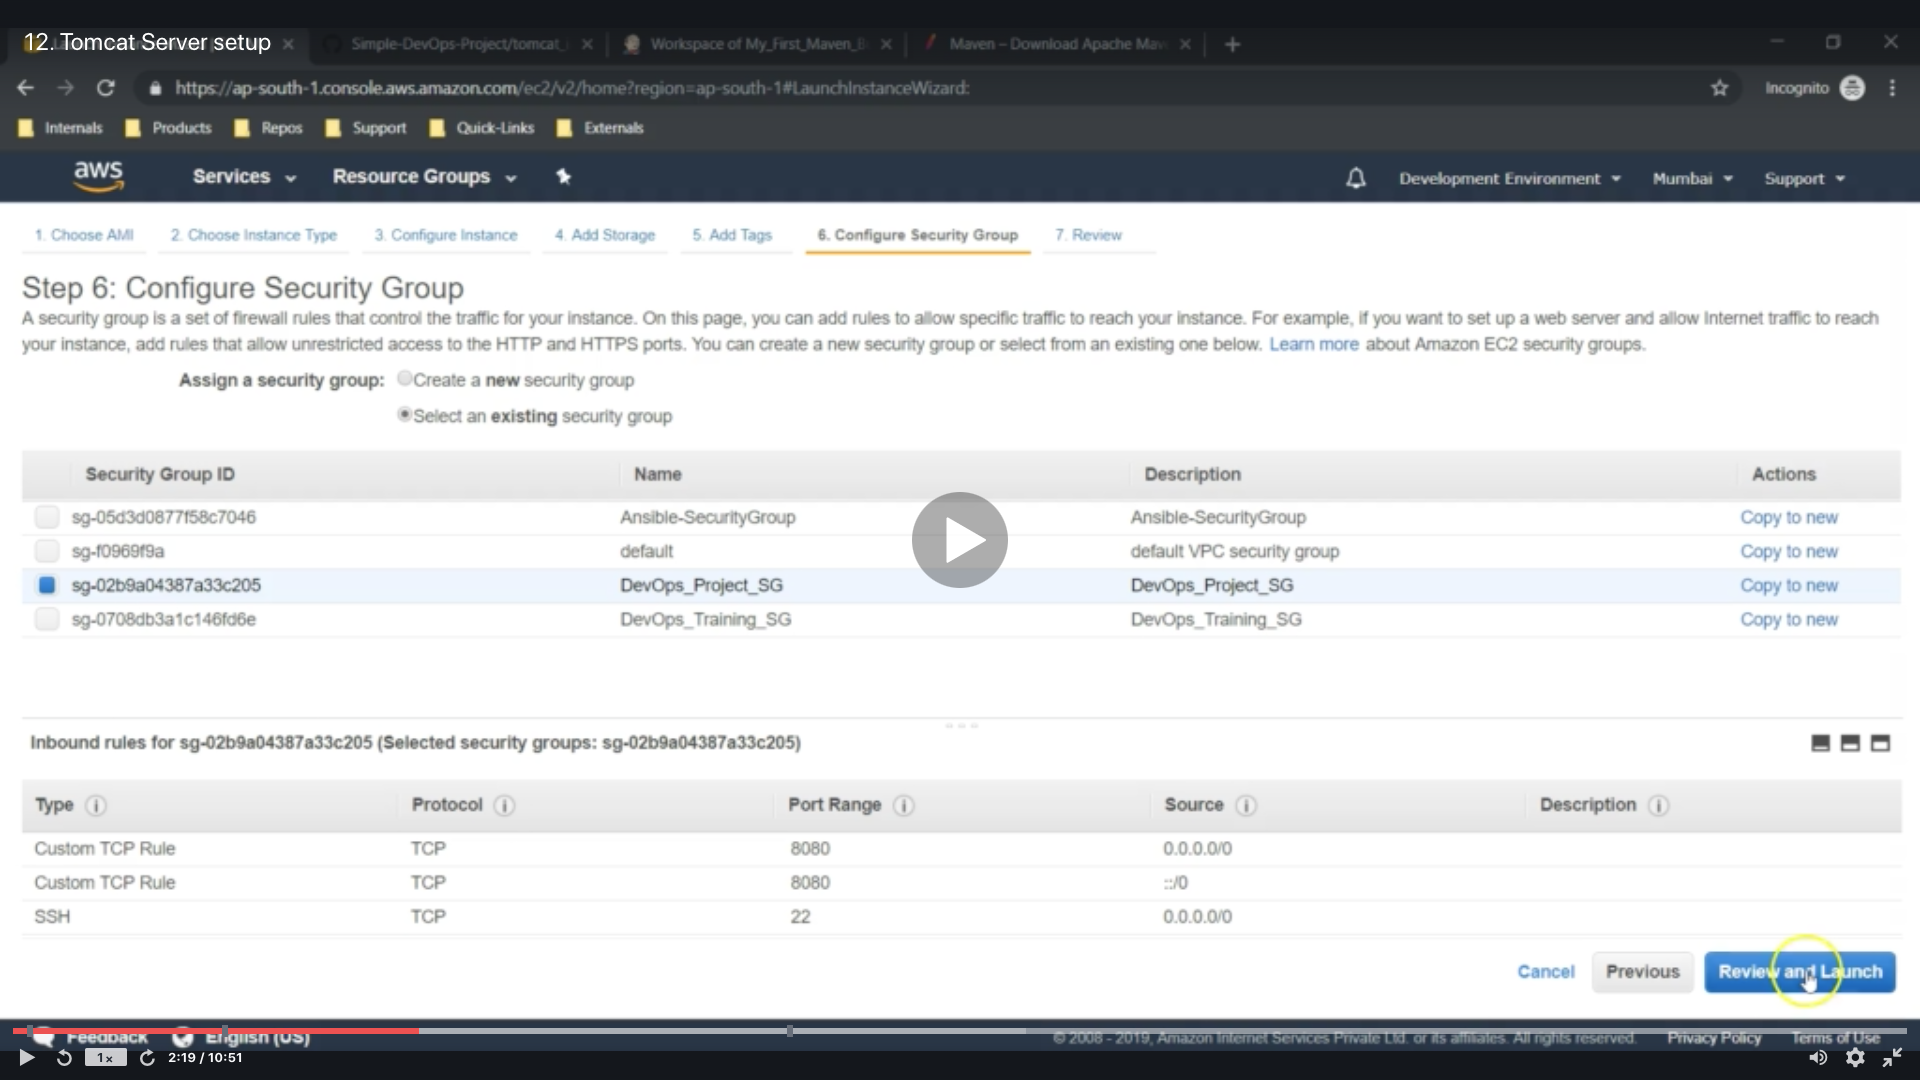 12. Tomcat Server setup
Simple-DevOps-Project/tomcat_
Workspace of My_First_Maven_B
Maven – Download Apache Mav
https://ap-south-1.console.aws.amazon.com/ec2/v2/home?region=ap-south-1#LaunchInstanceWizard:
Incognito
Internals Products Repos Support Quick-Links Externals
aws Services Resource Groups Development Environment Mumbai Support
1. Choose AMI 2. Choose Instance Type 3. Configure Instance 4. Add Storage 5. Add Tags 6. Configure Security Group 7. Review
Step 6: Configure Security Group
A security group is a set of firewall rules that control the traffic for your instance. On this page, you can add rules to allow specific traffic to reach your instance. For example, if you want to set up a web server and allow Internet traffic to reach
your instance, add rules that allow unrestricted access to the HTTP and HTTPS ports. You can create a new security group or select from an existing one below. Learn more about Amazon EC2 security groups.
Assign a security group: Create a new security group
Select an existing security group
Security Group ID Name Description Actions
sg-05d3d0877f58c7046 Ansible-SecurityGroup Ansible-SecurityGroup Copy to new
sg-f0969f9a default default VPC security group Copy to new
sg-02b9a04387a33c205 DevOps_Project_SG DevOps_Project_SG Copy to new
sg-0708db3a1c146fd6e DevOps_Training_SG DevOps_Training_SG Copy to new
Inbound rules for sg-02b9a04387a33c205 (Selected security groups: sg-02b9a04387a33c205)
Type Protocol Port Range Source Description
Custom TCP Rule TCP 8080 0.0.0.0/0
Custom TCP Rule TCP 8080 ::/0
SSH TCP 22 0.0.0.0/0
Cancel Previous Review and Launch
Feedback English (US) © 2008 - 2019, Amazon Internet Services Private Ltd. or its affiliates. All rights reserved. Privacy Policy Terms of Use
1x 2:19 / 10:51